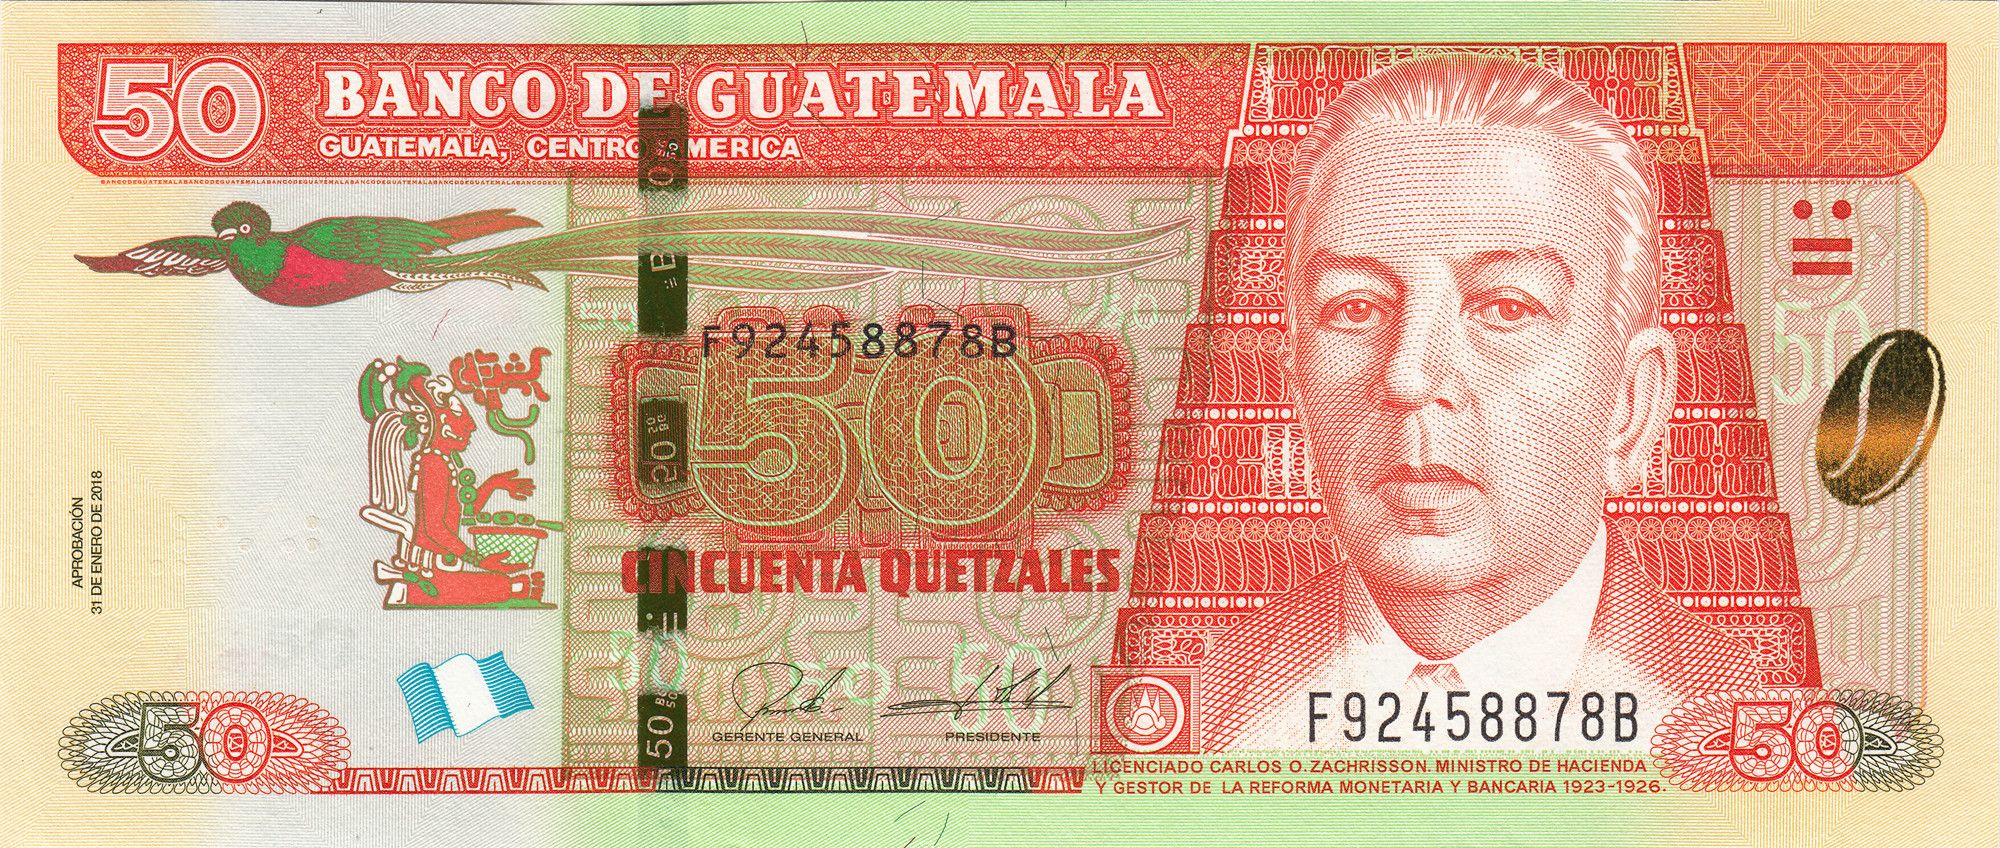 50
BANCO DE GUATEMALA
GUATEMALA, CENTRO MERICA
F92458878B
50
CINCUENTA QUETZALES
50
APROBACIÓN
31 DE ENERO DE 2018
50
50
GERENTE GENERAL
PRESIDENTE
F92458878B
LICENCIADO CARLOS O. ZACHRISSON. MINISTRO DE HACIENDA
Y GESTOR DE LA REFORMA MONETARIA Y BANCARIA 1923-1926.
50
50